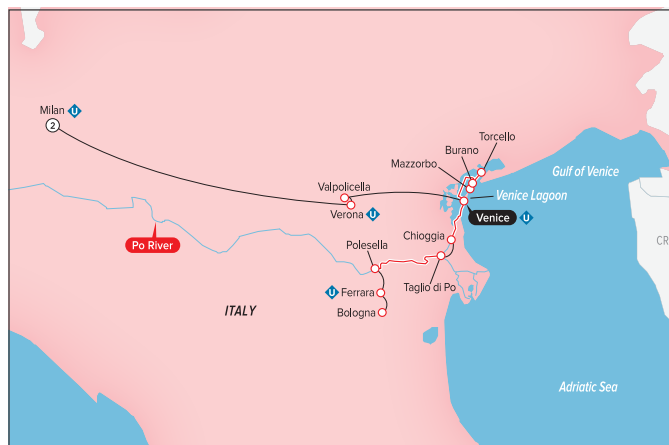 Milan U
2
Torcello
Burano
Mazzorbo
Gulf of Venice
Valpolicella
Venice Lagoon
Verona U
Venice U
Po River
Chioggia
CR
Polesella
Taglio di Po
U Ferrara
ITALY
Bologna
Adriatic Sea